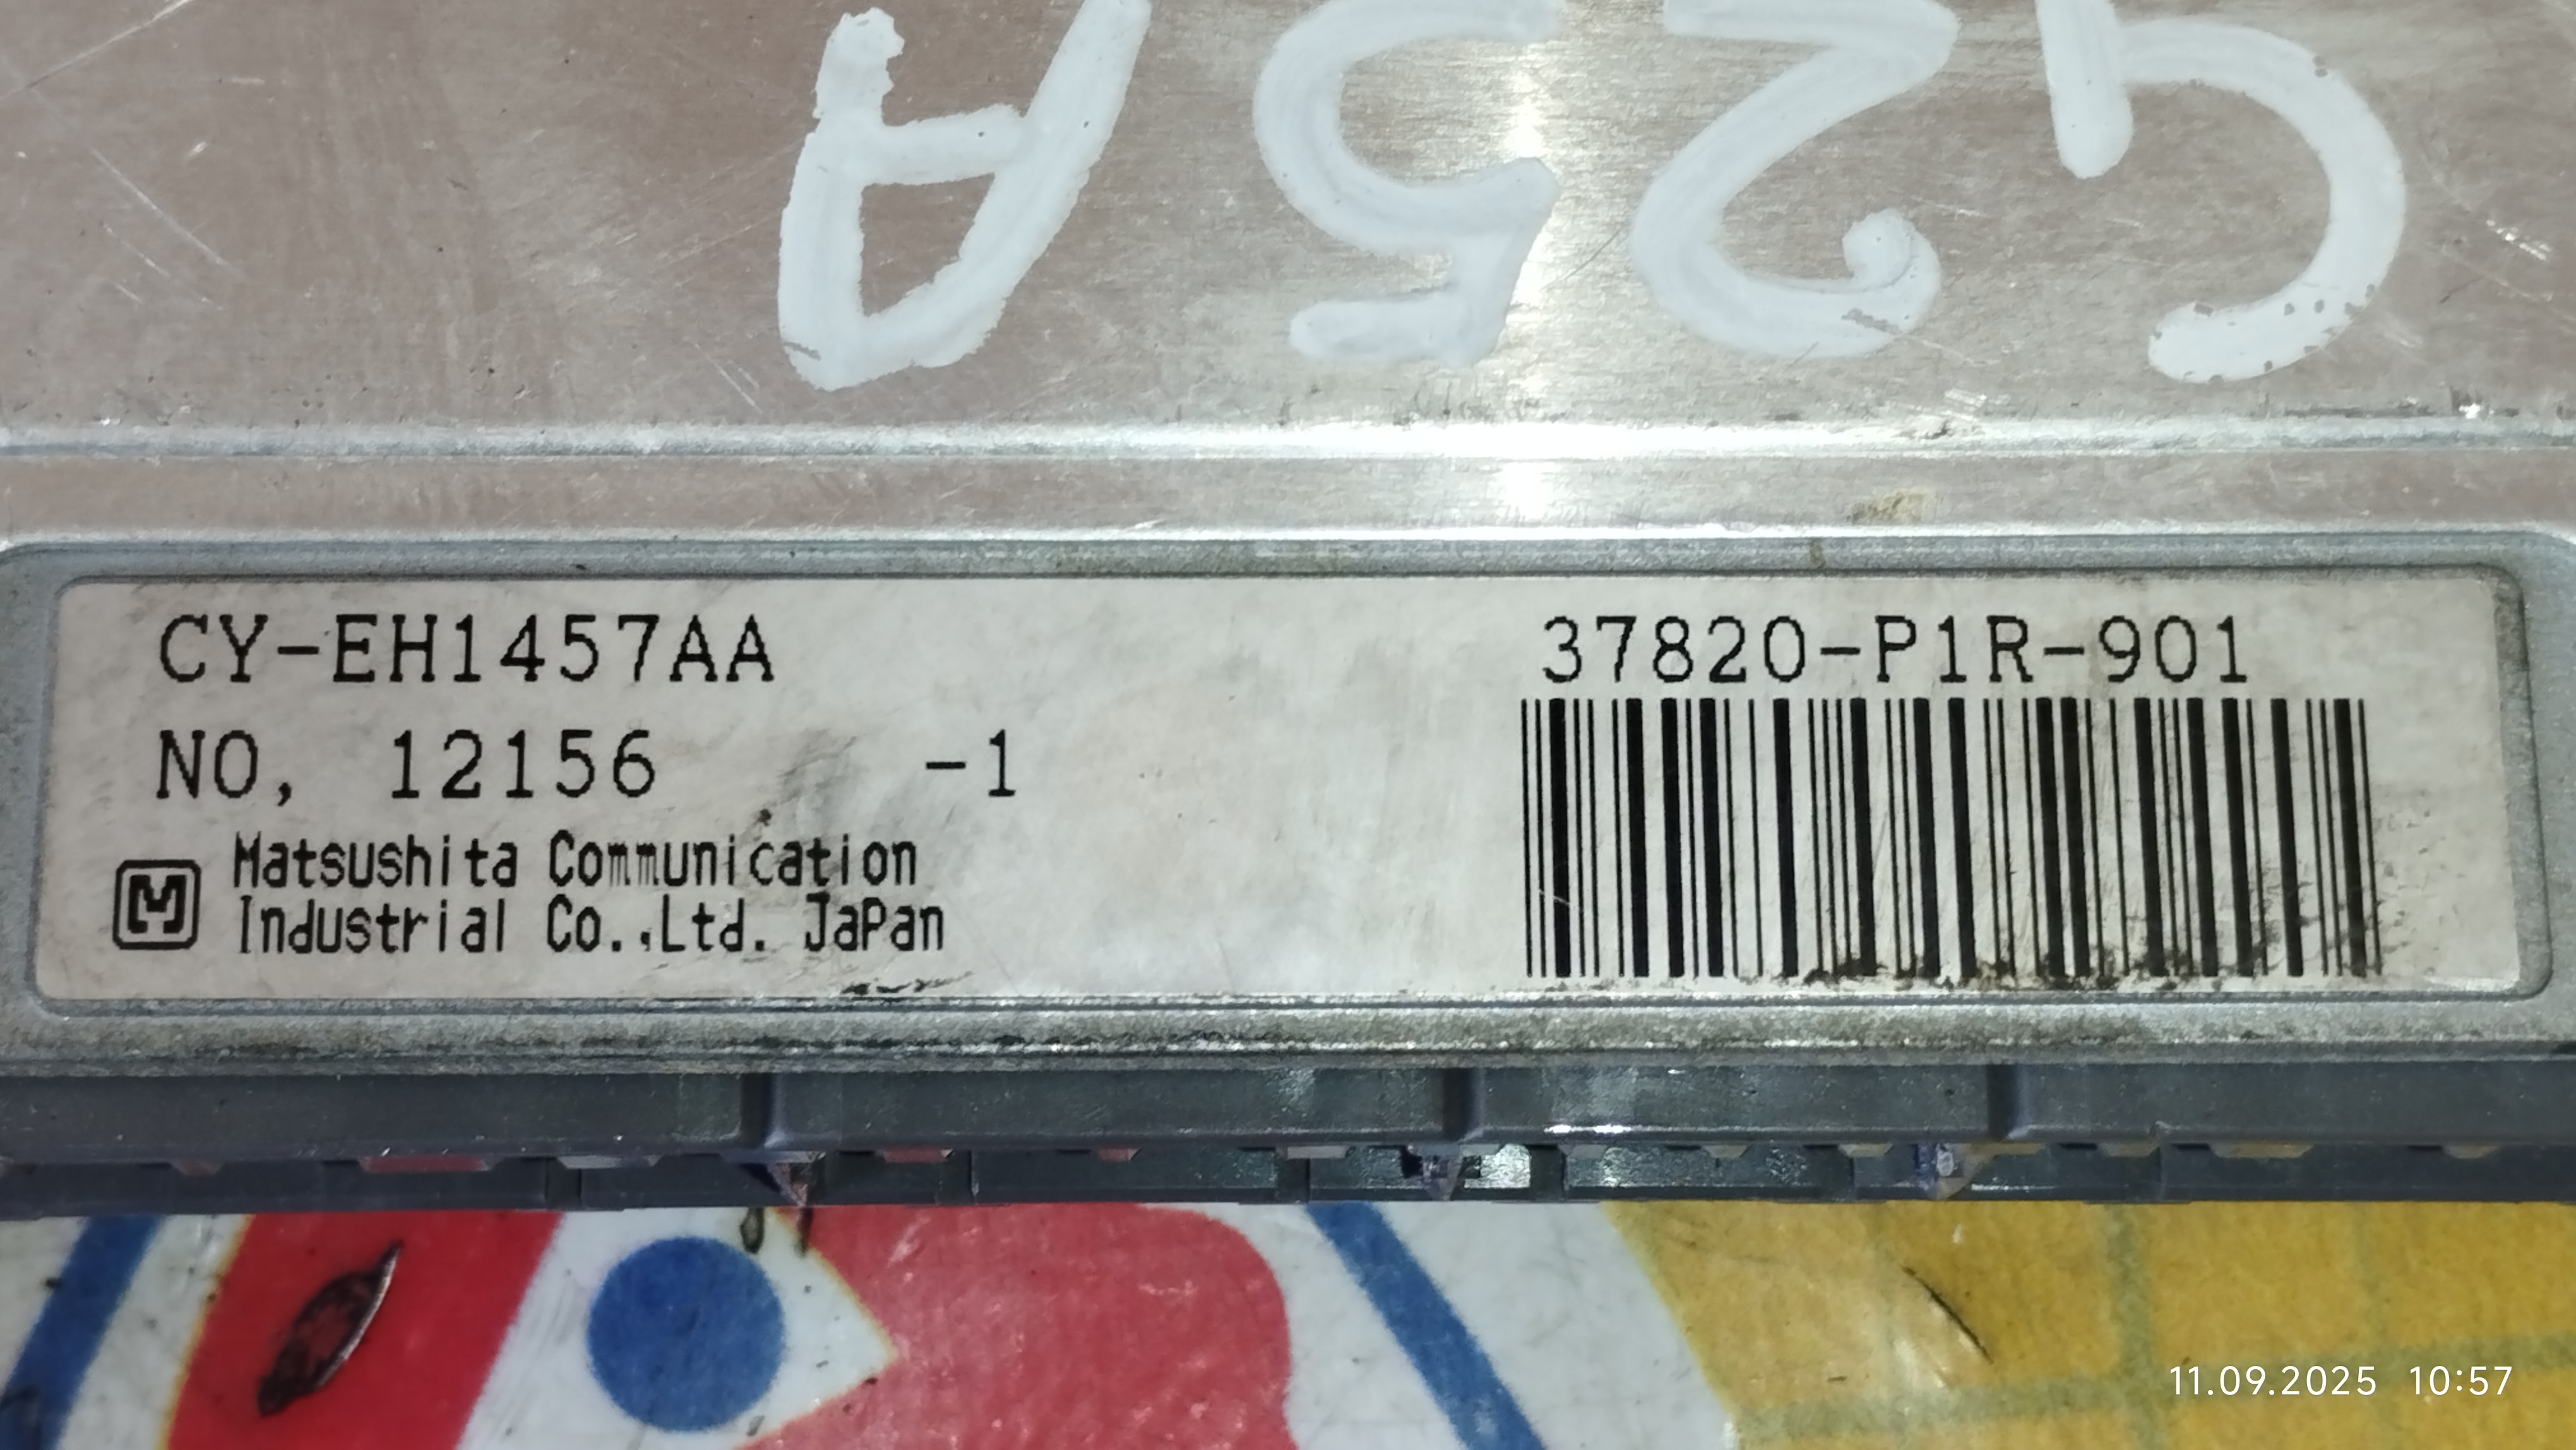 G25A
CY-EH1457AA
37820-P1R-901
NO, 12156 -1
Matsushita Communication
Industrial Co.,Ltd. JaPan
11.09.2025 10:57